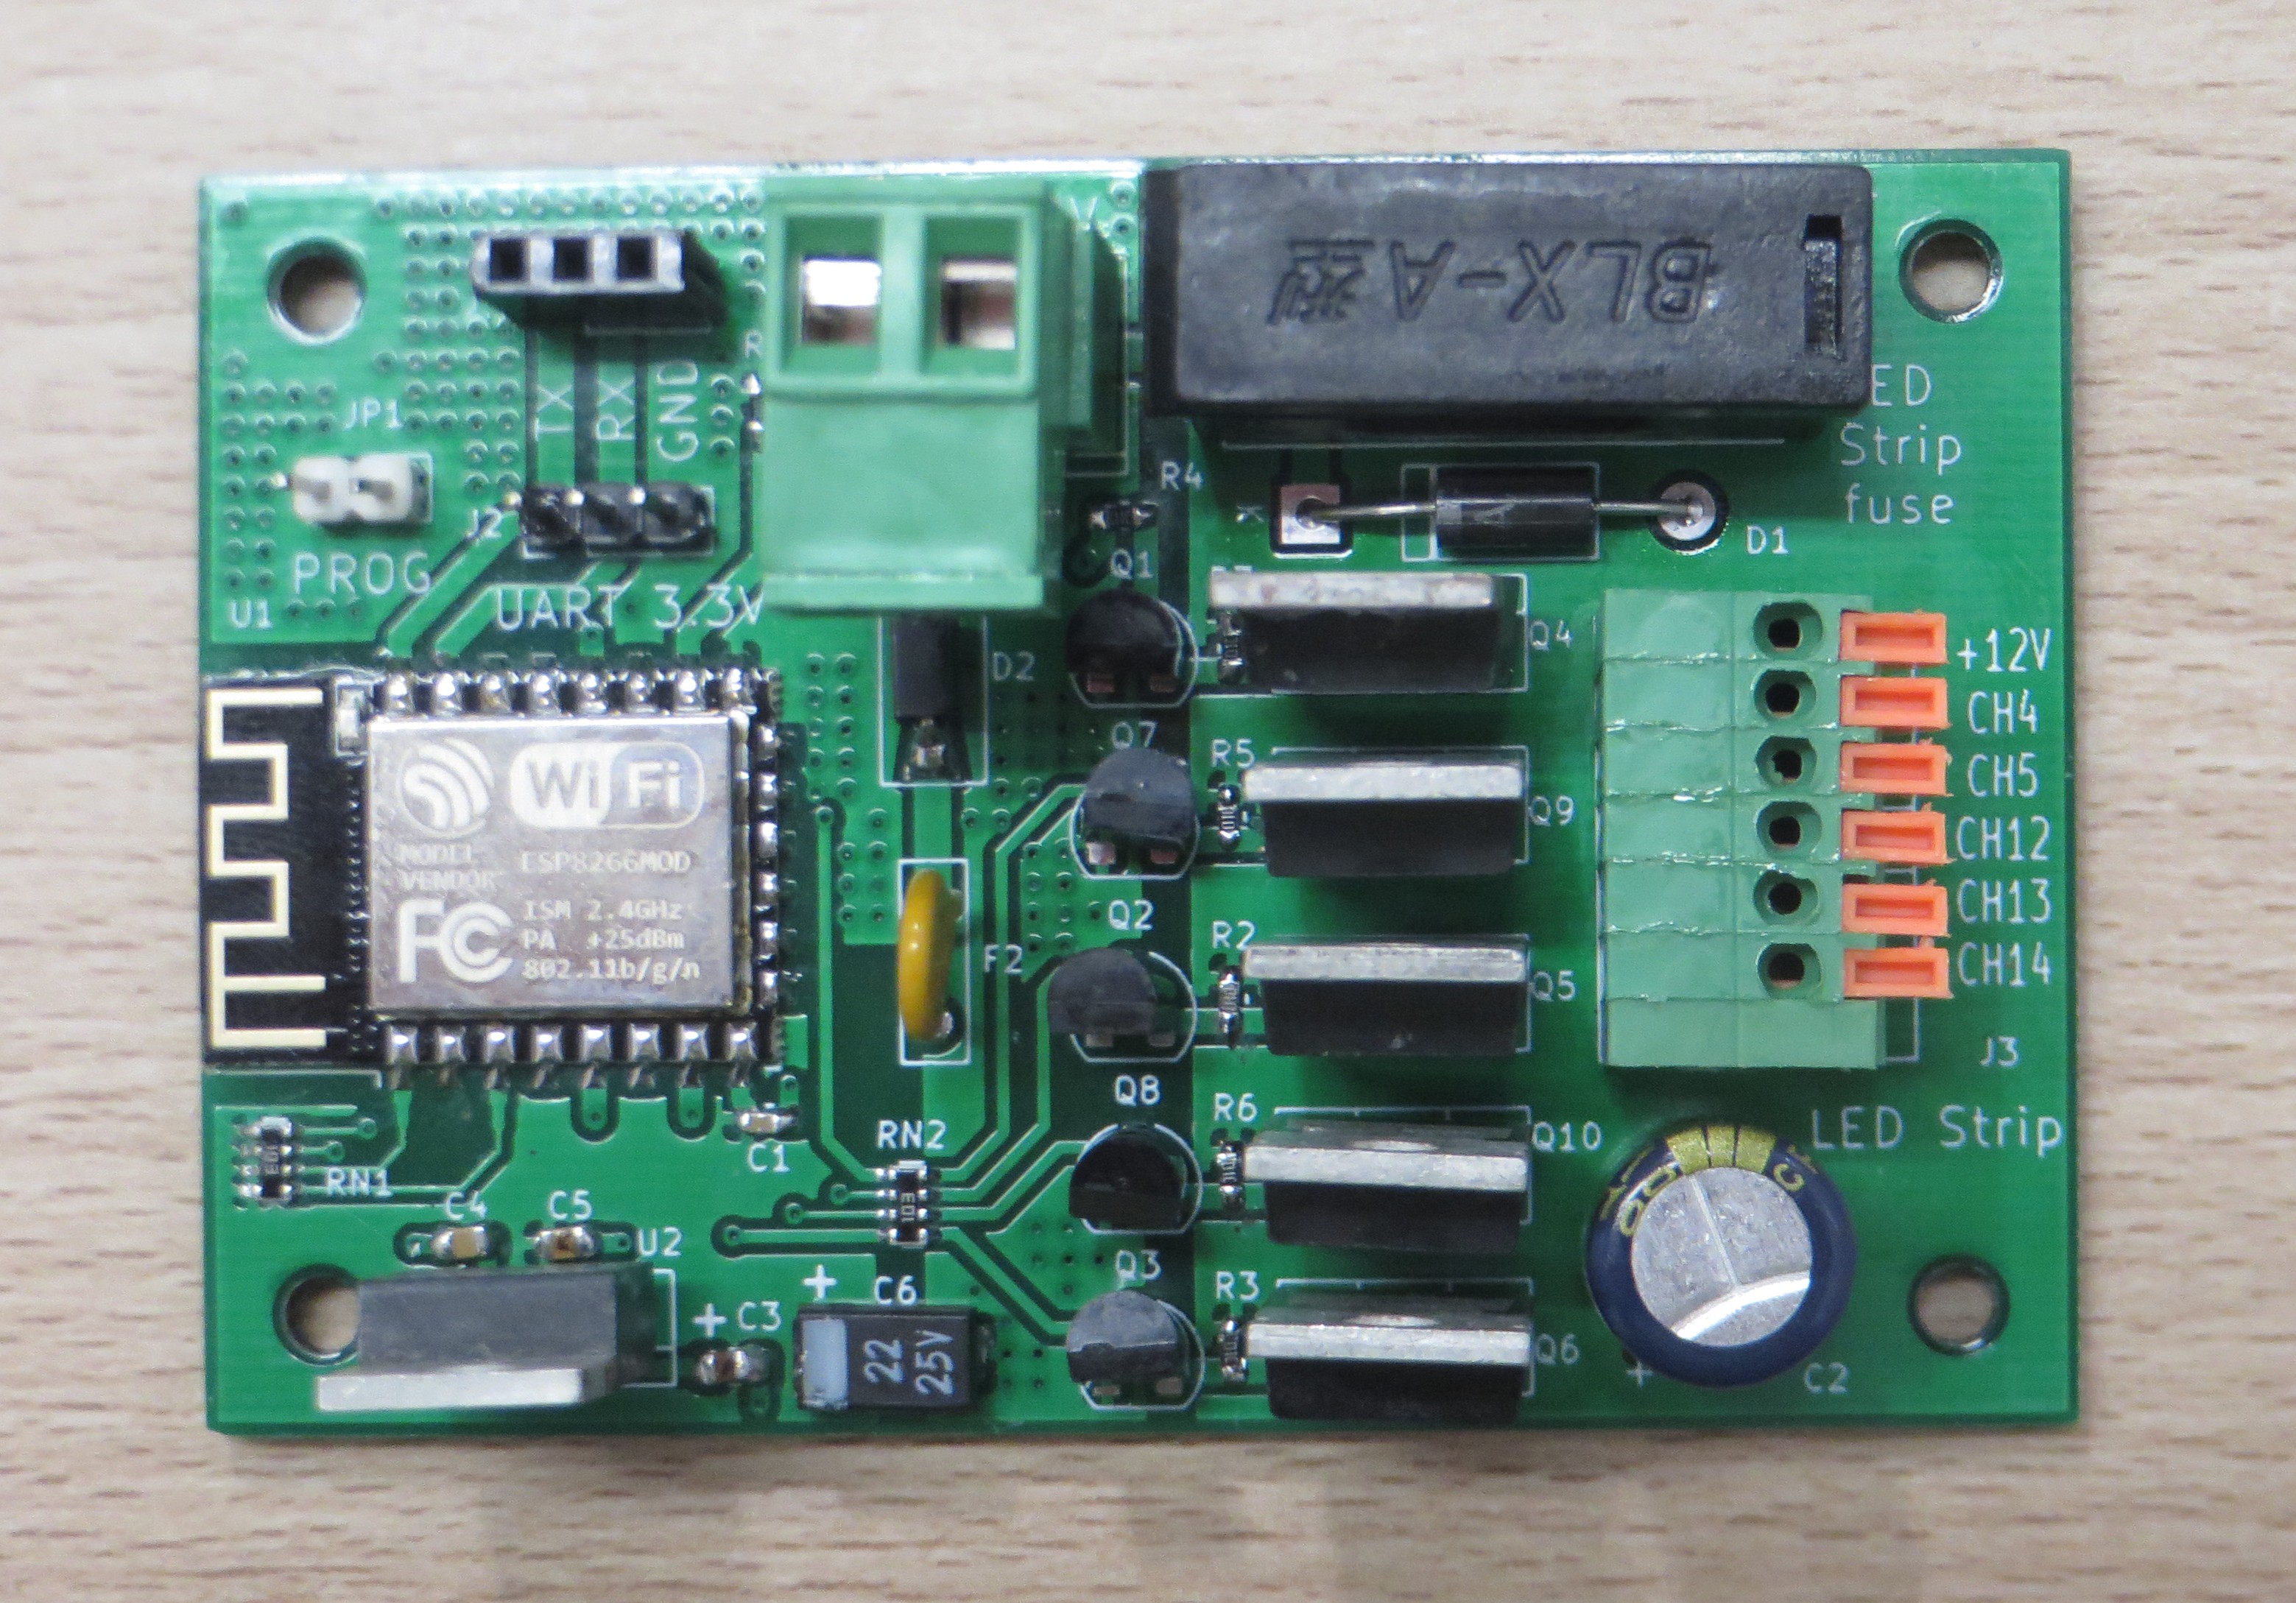 BLX-A
ED
Strip
fuse
JP1
TX
RX
GND
R
R4
J2
K
D1
PROG
Q1
U1
UART 3.3V
Q4
+12V
D2
CH4
Q7
R5
CH5
WiFi
Q9
CH12
MODEL ESP8266MOD
VENDOR
FC
ISM 2.4GHz
PA +25dBm
802.11b/g/n
Q2
CH13
R2
F2
CH14
Q5
J3
Q8
R6
LED Strip
C1
RN2
Q10
RN1
103
C4
C5
U2
Q3
R3
+
C6
+
C3
22
25V
Q6
+
C2